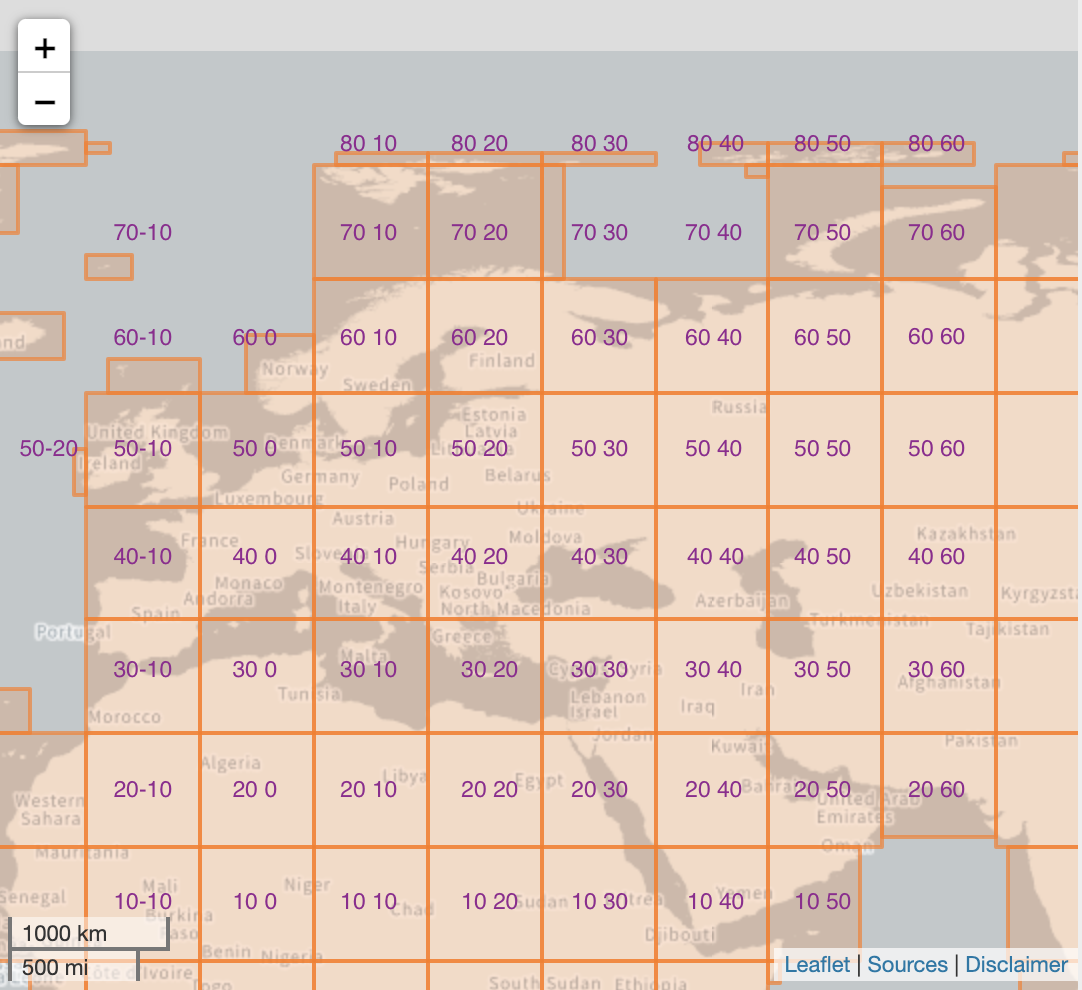 +
−
80 10 80 20 80 30 80 40 80 50 80 60
70-10 70 10 70 20 70 30 70 40 70 50 70 60
60-10 60 0 60 10 60 20 60 30 60 40 60 50 60 60
nd
Norway Finland
Sweden
Russia
Estonia
United Kingdom Latvia
Denmark Lithuania
50-20 50-10 50 0 50 10 50 20 50 30 50 40 50 50 50 60
Ireland
Germany Poland Belarus
Luxembourg
Ukraine
Austria
France Hungary Moldova Kazakhstan
40-10 40 0 40 10 40 20 40 30 40 40 40 50 40 60
Serbia
Monaco Montenegro Kosovo Bulgaria Uzbekistan Kyrgyzsta
Andorra Italy North Macedonia Azerbaijan
Spain Turkmenistan
Portugal Greece Tajikistan
Malta
30-10 30 0 30 10 30 20 30 30 30 40 30 50 30 60
Syria
Tunisia Lebanon Iran Afghanistan
Morocco Israel Iraq
Jordan Kuwait Pakistan
Algeria Libya Egypt
20-10 20 0 20 10 20 20 20 30 20 40 20 50 20 60
Western United Arab
Sahara Emirates
Mauritania Oman
Senegal Mali Niger Yemen
10-10 10 0 10 10 10 20 10 30 10 40 10 50
Burkina Chad Sudan Eritrea
Faso
1000 km Djibouti
Benin Nigeria
500 mi Côte d'Ivoire
Togo South Sudan Ethiopia
Leaflet | Sources | Disclaimer